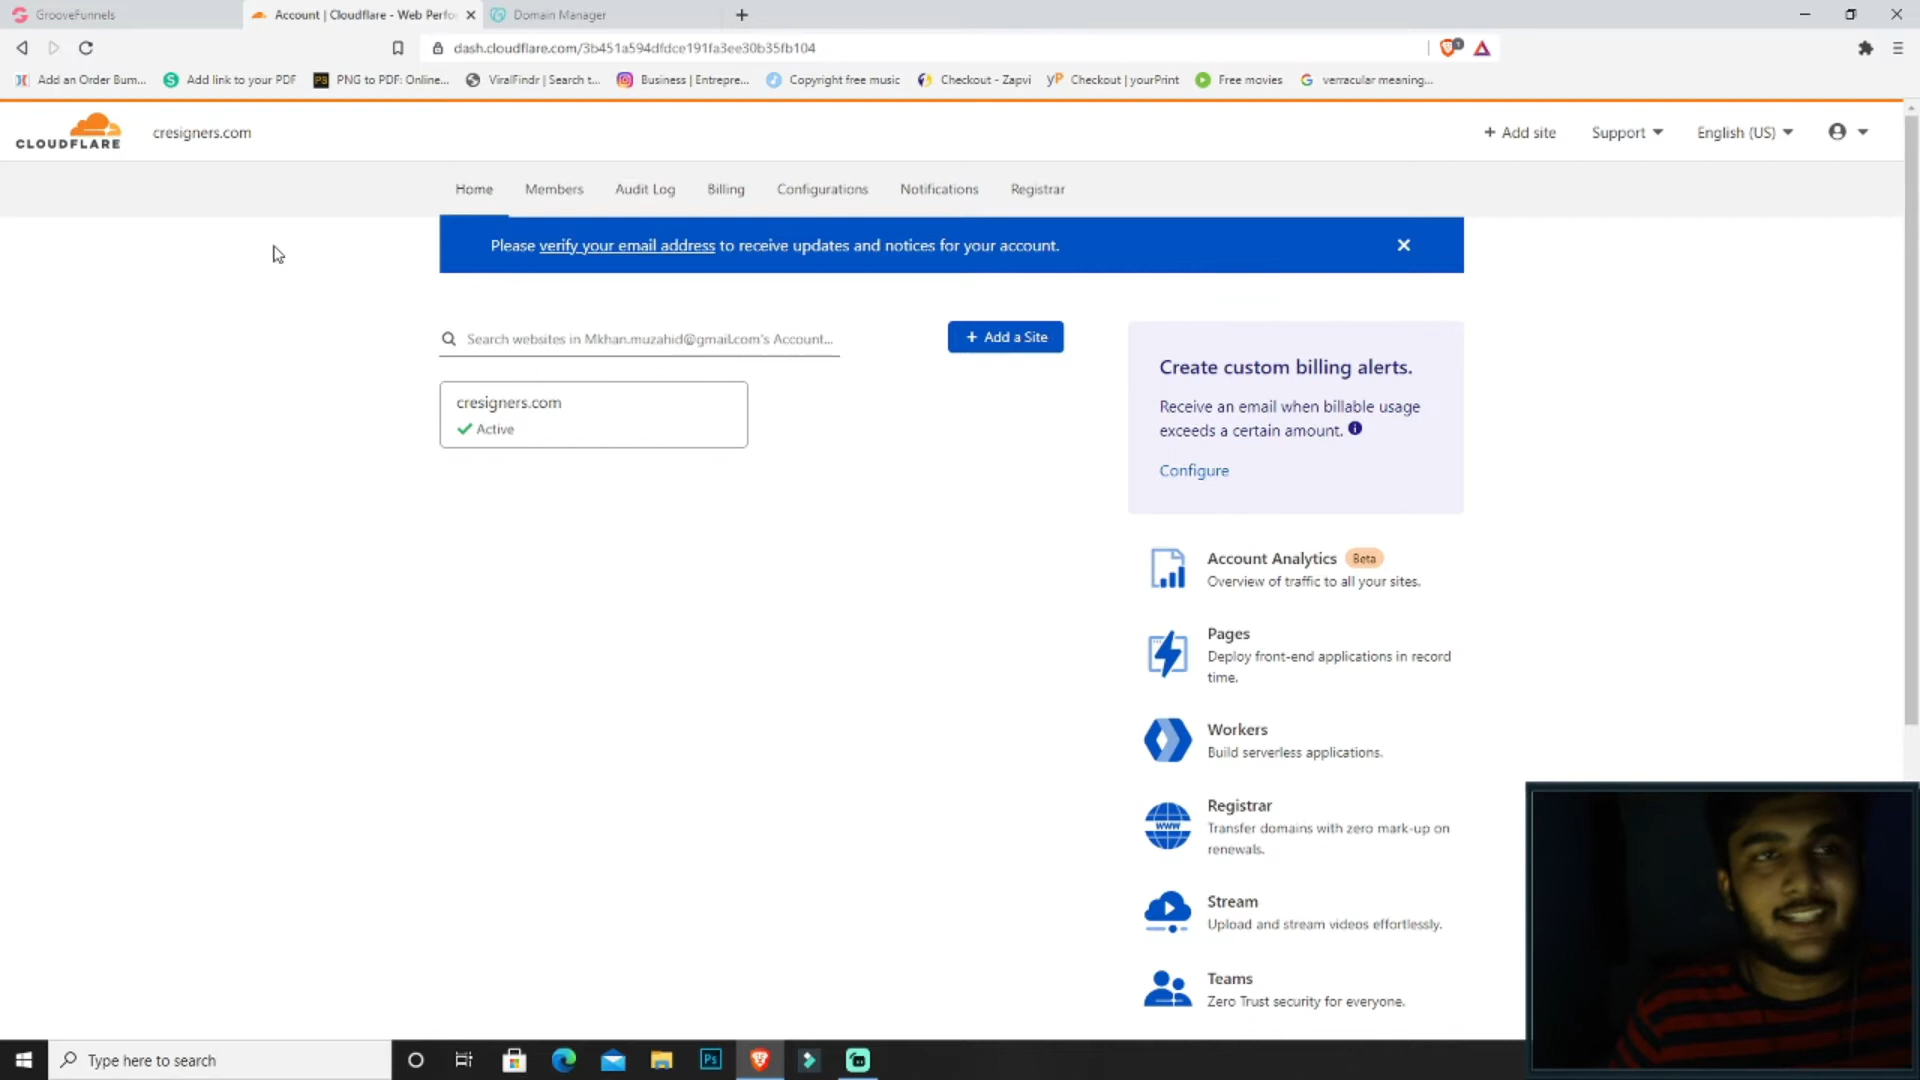 GrooveFunnels
Account | Cloudflare - Web Perfo
Domain Manager
dash.cloudflare.com/3b451a594dfdce191fa3ee30b35fb104
Add an Order Bum...
Add link to your PDF
PNG to PDF: Online...
ViralFindr | Search t...
Business | Entrepre...
Copyright free music
Checkout - Zapvi
yP Checkout | yourPrint
Free movies
verracular meaning...
CLOUDFLARE
cresigners.com
+ Add site
Support
English (US)
Home
Members
Audit Log
Billing
Configurations
Notifications
Registrar
Please verify your email address to receive updates and notices for your account.
Search websites in Mkhan.muzahid@gmail.com's Account...
+ Add a Site
cresigners.com
Active
Create custom billing alerts.
Receive an email when billable usage
exceeds a certain amount.
Configure
Account Analytics Beta
Overview of traffic to all your sites.
Pages
Deploy front-end applications in record
time.
Workers
Build serverless applications.
WWW
Registrar
Transfer domains with zero mark-up on
renewals.
Stream
Upload and stream videos effortlessly.
Teams
Zero Trust security for everyone.
Type here to search
Ps